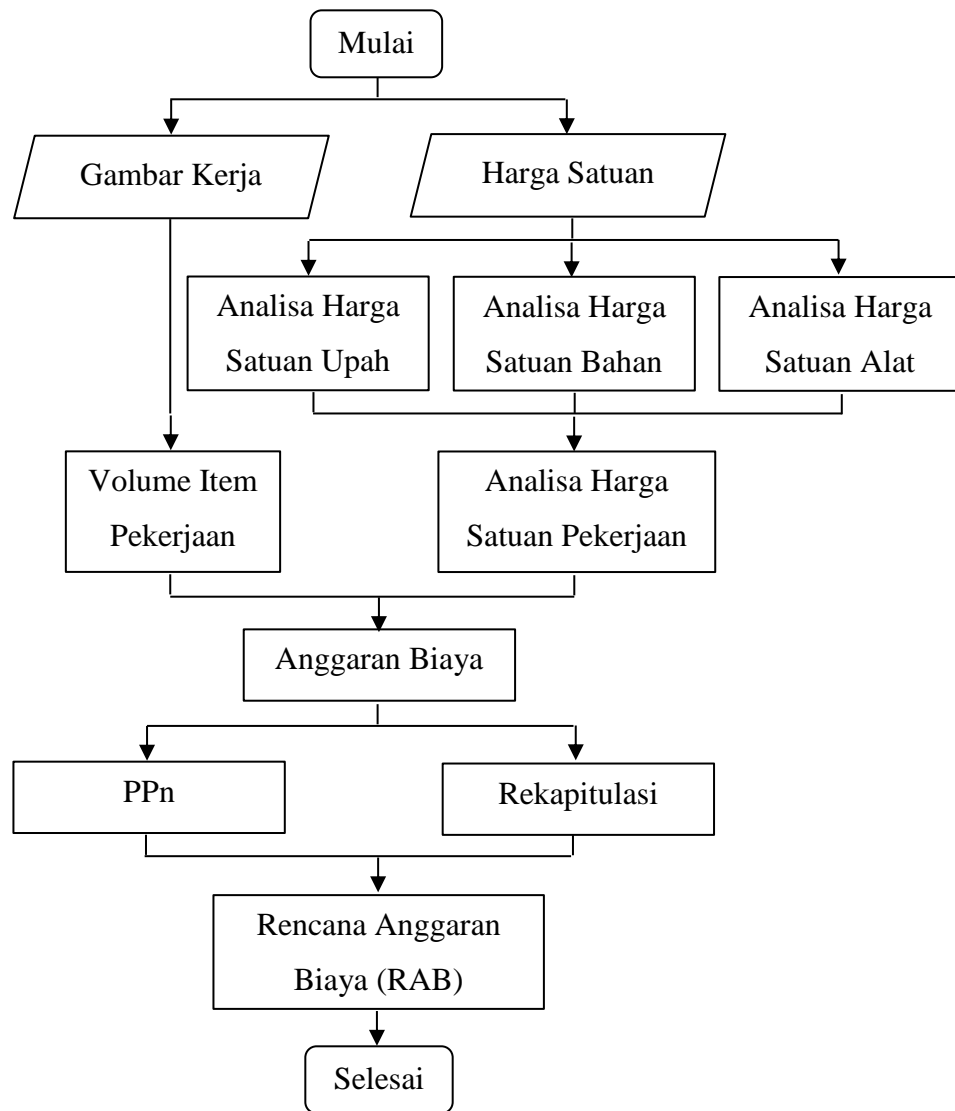 Mulai
Gambar Kerja
Harga Satuan
Analisa Harga
Satuan Upah
Analisa Harga
Satuan Bahan
Analisa Harga
Satuan Alat
Volume Item
Pekerjaan
Analisa Harga
Satuan Pekerjaan
Anggaran Biaya
PPn
Rekapitulasi
Rencana Anggaran
Biaya (RAB)
Selesai